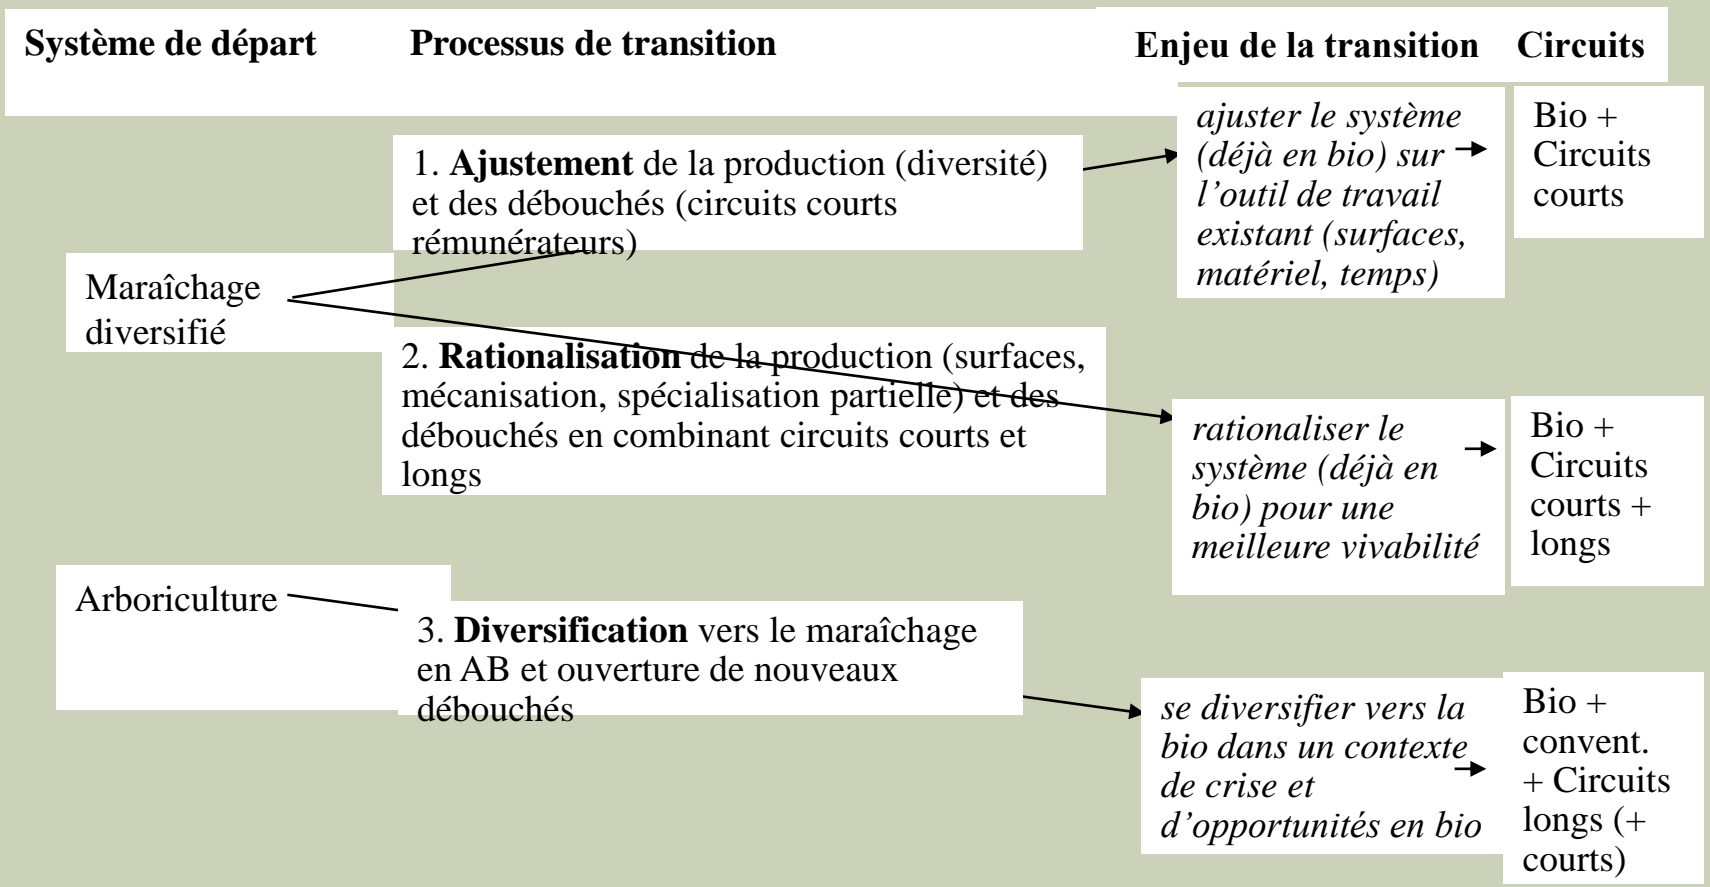 Système de départ
Processus de transition
Enjeu de la transition
Circuits
Maraîchage
diversifié
1. Ajustement de la production (diversité)
et des débouchés (circuits courts
rémunérateurs)
ajuster le système
(déjà en bio) sur
l’outil de travail
existant (surfaces,
matériel, temps)
Bio +
Circuits
courts
2. Rationalisation de la production (surfaces,
mécanisation, spécialisation partielle) et des
débouchés en combinant circuits courts et
longs
rationaliser le
système (déjà en
bio) pour une
meilleure vivabilité
Bio +
Circuits
courts +
longs
Arboriculture
3. Diversification vers le maraîchage
en AB et ouverture de nouveaux
débouchés
se diversifier vers la
bio dans un contexte
de crise et
d’opportunités en bio
Bio +
convent.
+ Circuits
longs (+
courts)